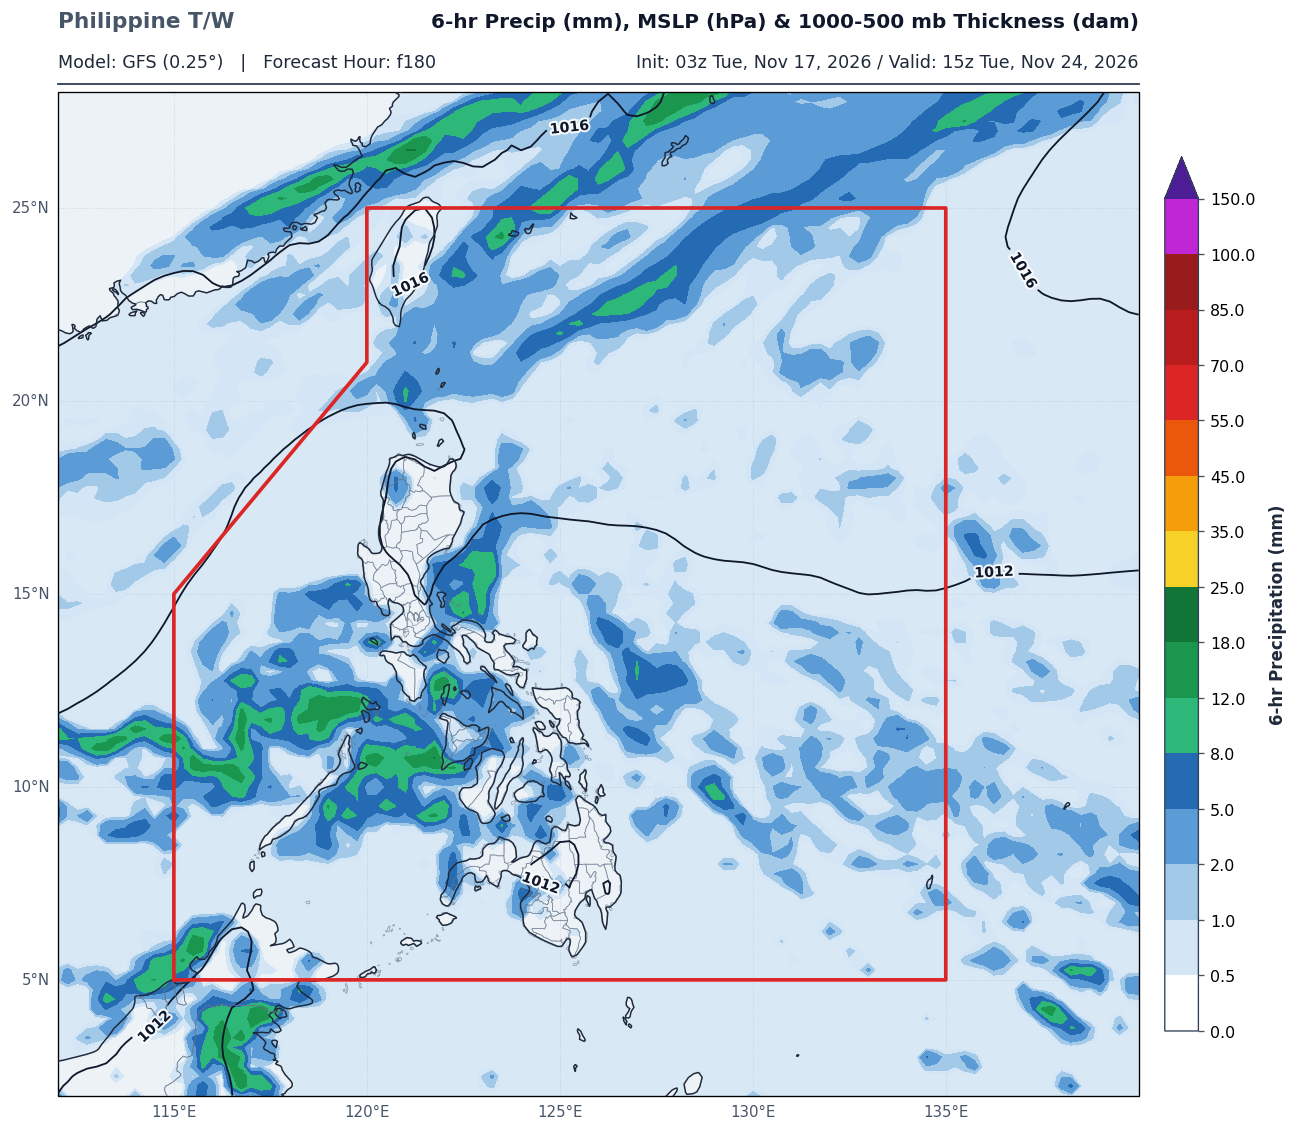 Philippine T/W
6-hr Precip (mm), MSLP (hPa) & 1000-500 mb Thickness (dam)
Model: GFS (0.25°)   |   Forecast Hour: f180
Init: 03z Tue, Nov 17, 2026 / Valid: 15z Tue, Nov 24, 2026
1016
1016
1016
1012
1012
1012
25°N
20°N
15°N
10°N
5°N
115°E
120°E
125°E
130°E
135°E
150.0
100.0
85.0
70.0
55.0
45.0
35.0
25.0
18.0
12.0
8.0
5.0
2.0
1.0
0.5
0.0
6-hr Precipitation (mm)